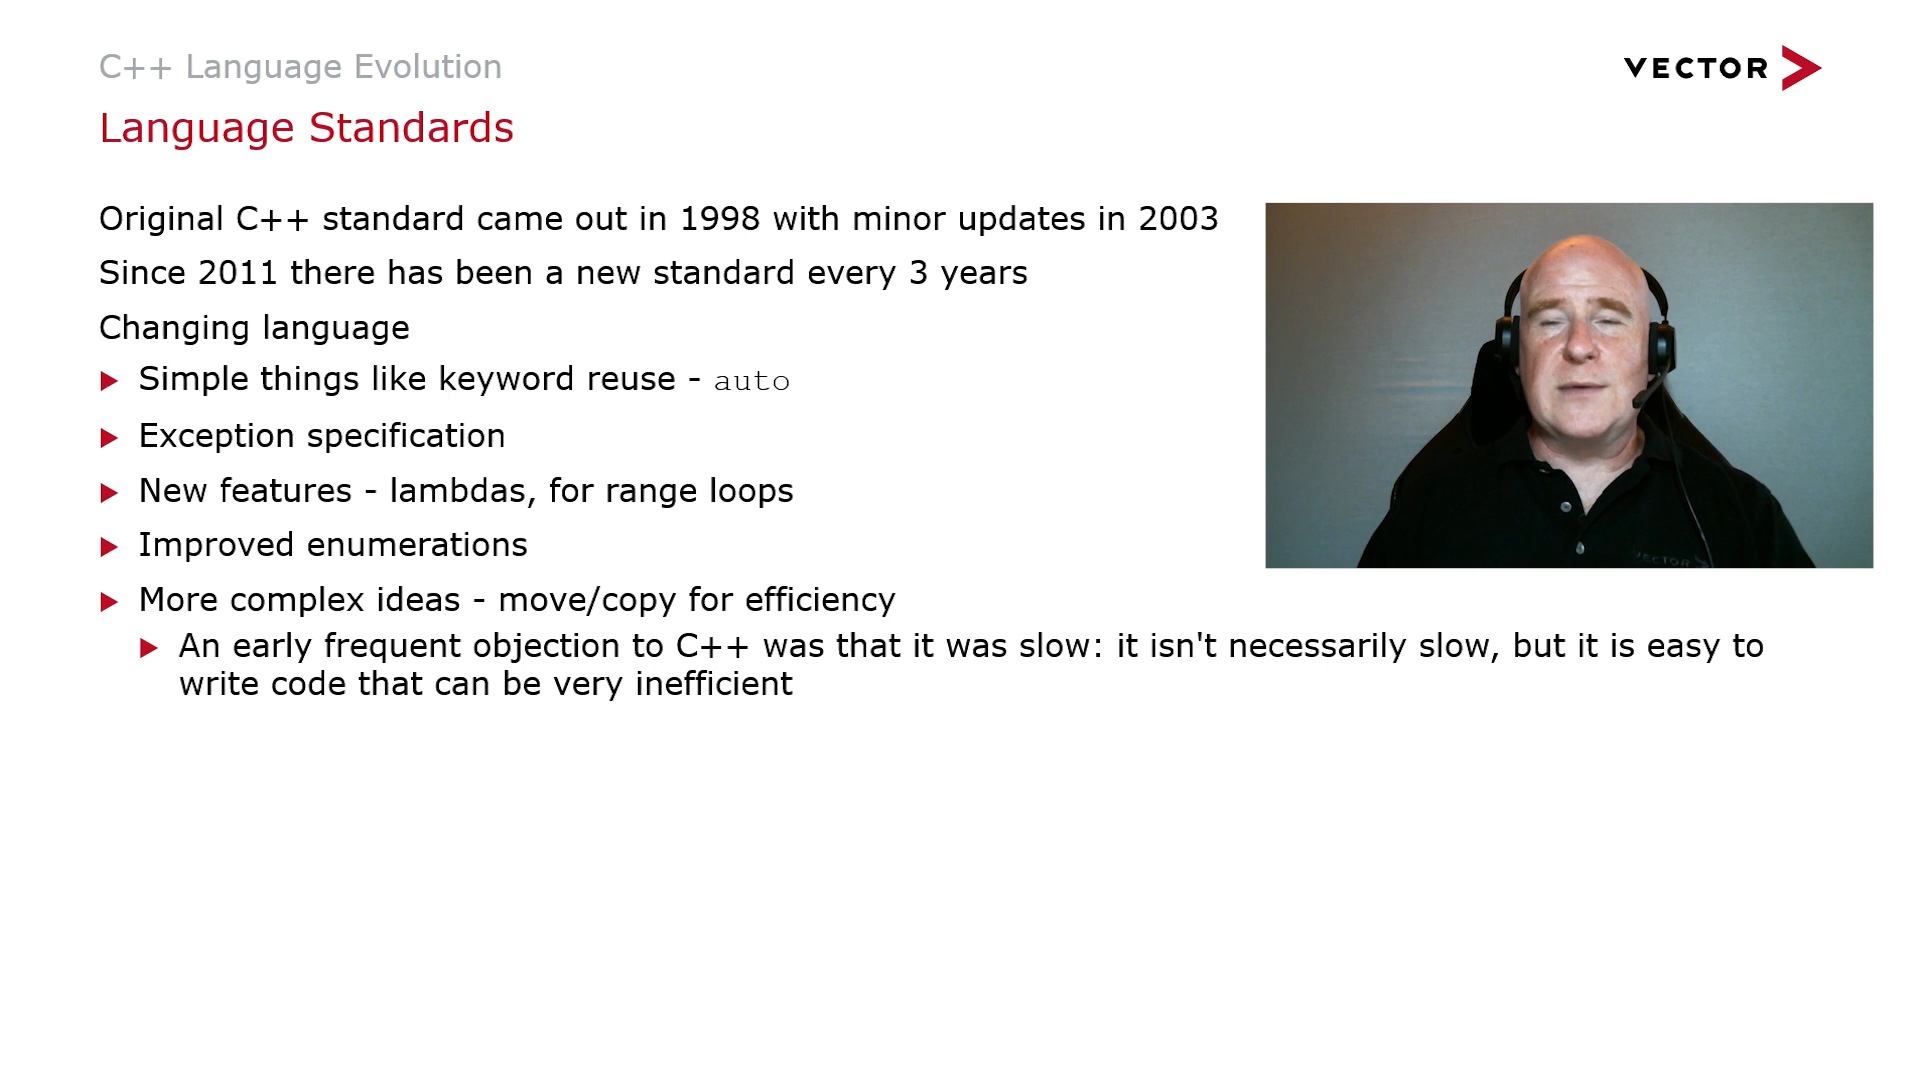 C++ Language Evolution
VECTOR
Language Standards
Original C++ standard came out in 1998 with minor updates in 2003
Since 2011 there has been a new standard every 3 years
Changing language
Simple things like keyword reuse - auto
Exception specification
New features - lambdas, for range loops
Improved enumerations
More complex ideas - move/copy for efficiency
An early frequent objection to C++ was that it was slow: it isn't necessarily slow, but it is easy to
write code that can be very inefficient
VECTOR